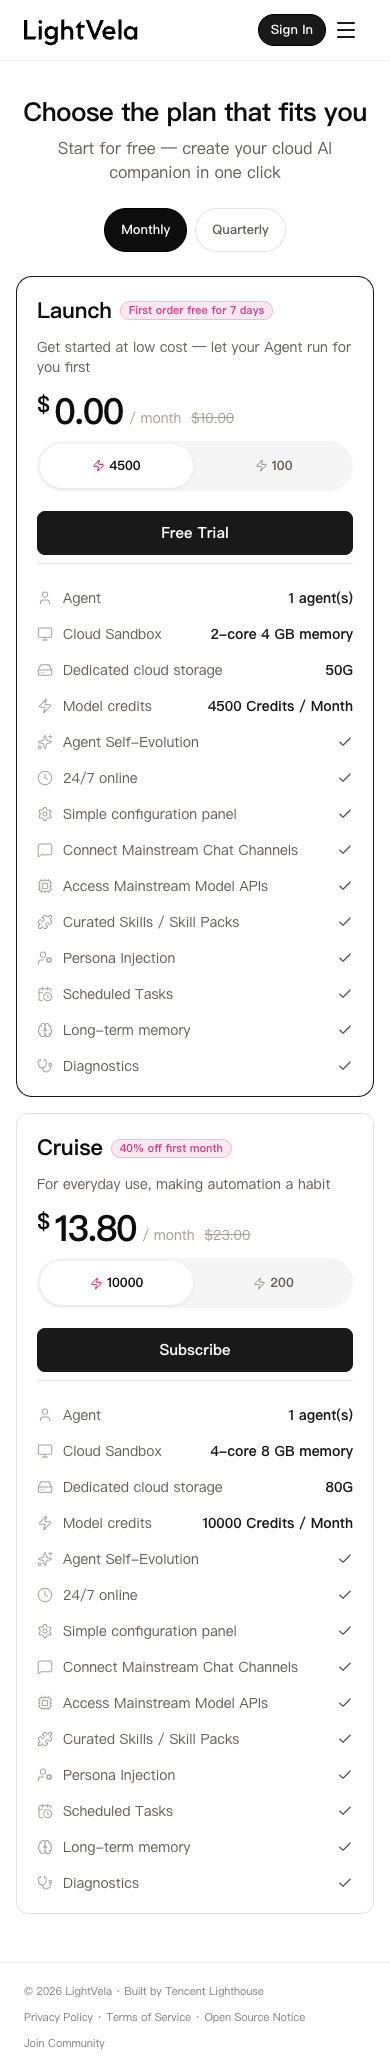 LightVela
Sign In
Choose the plan that fits you
Start for free — create your cloud AI
companion in one click
Monthly
Quarterly
Launch
First order free for 7 days
Get started at low cost — let your Agent run for
you first
$0.00 / month $10.00
4500
100
Free Trial
Agent 1 agent(s)
Cloud Sandbox 2-core 4 GB memory
Dedicated cloud storage 50G
Model credits 4500 Credits / Month
Agent Self-Evolution
24/7 online
Simple configuration panel
Connect Mainstream Chat Channels
Access Mainstream Model APIs
Curated Skills / Skill Packs
Persona Injection
Scheduled Tasks
Long-term memory
Diagnostics
Cruise
40% off first month
For everyday use, making automation a habit
$13.80 / month $23.00
10000
200
Subscribe
Agent 1 agent(s)
Cloud Sandbox 4-core 8 GB memory
Dedicated cloud storage 80G
Model credits 10000 Credits / Month
Agent Self-Evolution
24/7 online
Simple configuration panel
Connect Mainstream Chat Channels
Access Mainstream Model APIs
Curated Skills / Skill Packs
Persona Injection
Scheduled Tasks
Long-term memory
Diagnostics
© 2026 LightVela · Built by Tencent Lighthouse
Privacy Policy · Terms of Service · Open Source Notice
Join Community